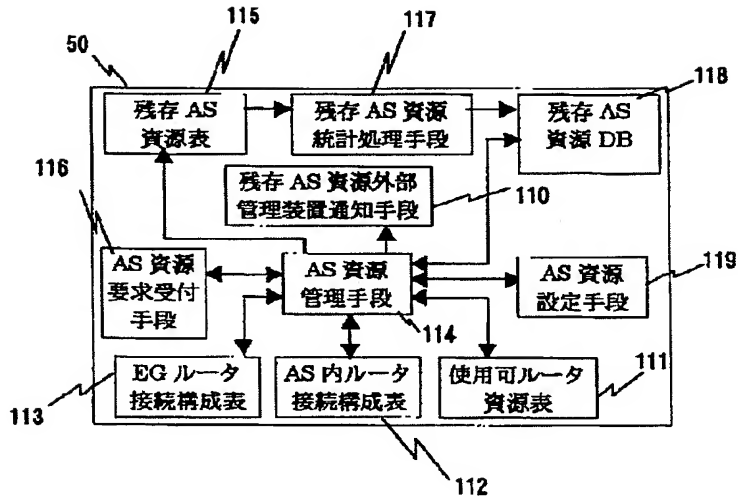 115
117
50
118
残存 AS
資源表
残存 AS 資源
統計処理手段
残存 AS
資源 DB
116
残存 AS 資源外部
管理装置通知手段
110
AS 資源
要求受付
手段
AS 資源
管理手段
114
AS 資源
設定手段
119
EG ルータ
接続構成表
AS 内ルータ
接続構成表
使用可ルータ
資源表
111
113
112